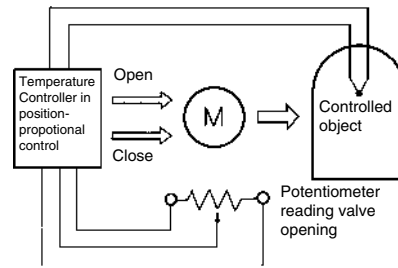 Temperature
Controller in
position-
propotional
control
Open
Close
M
Controlled
object
Potentiometer
reading valve
opening